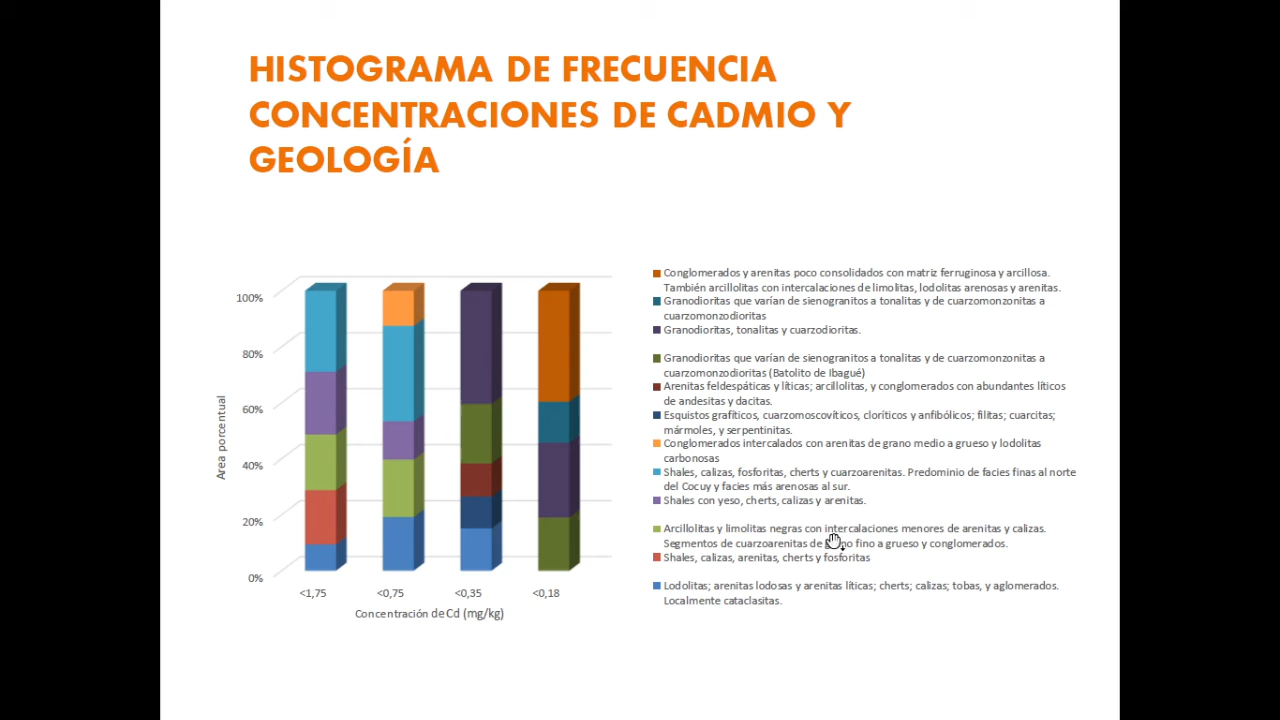 HISTOGRAMA DE FRECUENCIA
CONCENTRACIONES DE CADMIO Y
GEOLOGÍA
100%
80%
60%
40%
20%
0%
Area porcentual
<1,75
<0,75
<0,35
<0,18
Concentración de Cd (mg/kg)
Conglomerados y arenitas poco consolidados con matriz ferruginosa y arcillosa.
También arcillolitas con intercalaciones de limolitas, lodolitas arenosas y arenitas.
Granodioritas que varían de sienogranitos a tonalitas y de cuarzomonzonitas a
cuarzomonzodioritas
Granodioritas, tonalitas y cuarzodioritas.
Granodioritas que varían de sienogranitos a tonalitas y de cuarzomonzonitas a
cuarzomonzodioritas (Batolito de Ibagué)
Arenitas feldespáticas y líticas; arcillolitas, y conglomerados con abundantes líticos
de andesitas y dacitas.
Esquistos grafíticos, cuarzomoscovíticos, cloríticos y anfibólicos; filitas; cuarcitas;
mármoles, y serpentinitas.
Conglomerados intercalados con arenitas de grano medio a grueso y lodolitas
carbonosas
Shales, calizas, fosforitas, cherts y cuarzoarenitas. Predominio de facies finas al norte
del Cocuy y facies más arenosas al sur.
Shales con yeso, cherts, calizas y arenitas.
Arcillolitas y limolitas negras con intercalaciones menores de arenitas y calizas.
Segmentos de cuarzoarenitas de fino a grueso y conglomerados.
Shales, calizas, arenitas, cherts y fosforitas
Lodolitas; arenitas lodosas y arenitas líticas; cherts; calizas; tobas, y aglomerados.
Localmente cataclasitas.